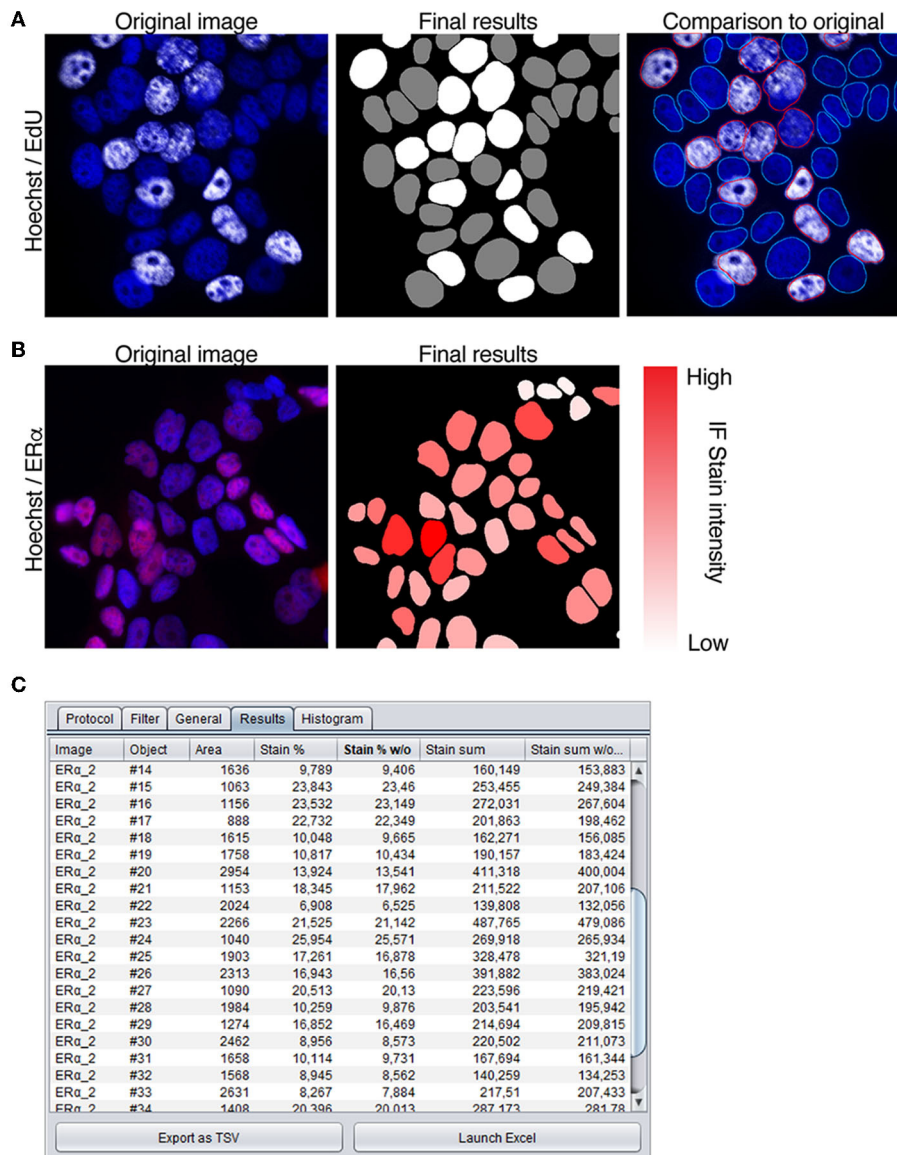 A
Original image
Final results
Comparison to original
Hoechst / EdU
B
Original image
Final results
Hoechst / ERα
High
IF Stain intensity
Low
C
Protocol Filter General Results Histogram
Image Object Area Stain % Stain % w/o Stain sum Stain sum w/o...
ERα_2 #14 1636 9,789 9,406 160,149 153,883
ERα_2 #15 1063 23,843 23,46 253,455 249,384
ERα_2 #16 1156 23,532 23,149 272,031 267,604
ERα_2 #17 888 22,732 22,349 201,863 198,462
ERα_2 #18 1615 10,048 9,665 162,271 156,085
ERα_2 #19 1758 10,817 10,434 190,157 183,424
ERα_2 #20 2954 13,924 13,541 411,318 400,004
ERα_2 #21 1153 18,345 17,962 211,522 207,106
ERα_2 #22 2024 6,908 6,525 139,808 132,056
ERα_2 #23 2266 21,525 21,142 487,765 479,086
ERα_2 #24 1040 25,954 25,571 269,918 265,934
ERα_2 #25 1903 17,261 16,878 328,478 321,19
ERα_2 #26 2313 16,943 16,56 391,882 383,024
ERα_2 #27 1090 20,513 20,13 223,596 219,421
ERα_2 #28 1984 10,259 9,876 203,541 195,942
ERα_2 #29 1274 16,852 16,469 214,694 209,815
ERα_2 #30 2462 8,956 8,573 220,502 211,073
ERα_2 #31 1658 10,114 9,731 167,694 161,344
ERα_2 #32 1568 8,945 8,562 140,259 134,253
ERα_2 #33 2631 8,267 7,884 217,51 207,433
ERα_2 #34 1408 20,396 20,013 287,173 281,78
Export as TSV Launch Excel